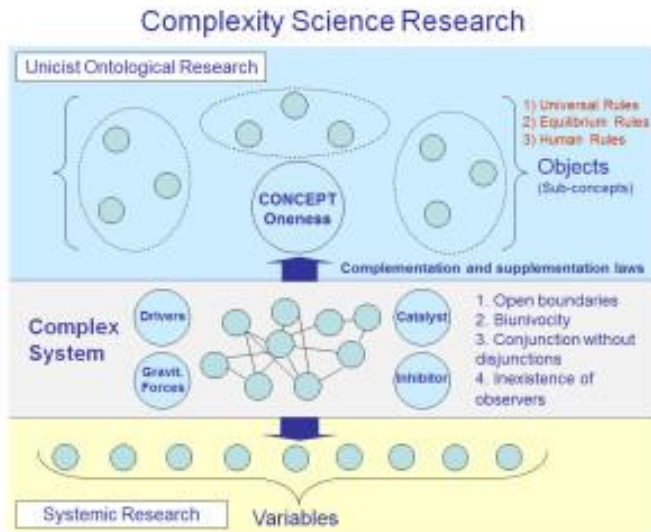 Complexity Science Research
Unicist Ontological Research
1) Universal Rules
2) Equilibrium Rules
3) Human Rules
Objects
(Sub-concepts)
CONCEPT
Oneness
Complementation and supplementation laws
Complex
System
Drivers
Gravit.
Forces
Catalyst
Inhibitor
1. Open boundaries
2. Biunivocity
3. Conjunction without
disjunctions
4. Inexistence of
observers
Systemic Research
Variables